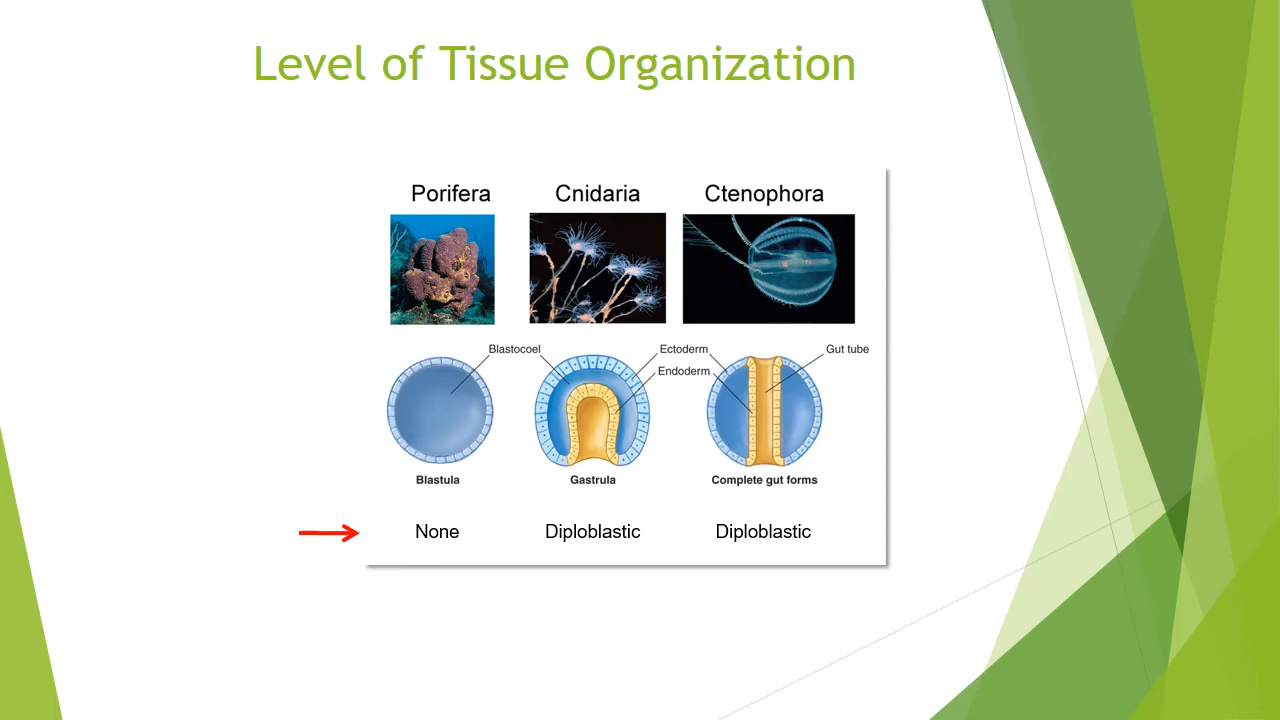 Level of Tissue Organization
Porifera Cnidaria Ctenophora
Blastocoel Ectoderm Gut tube
Endoderm
Blastula Gastrula Complete gut forms
None Diploblastic Diploblastic